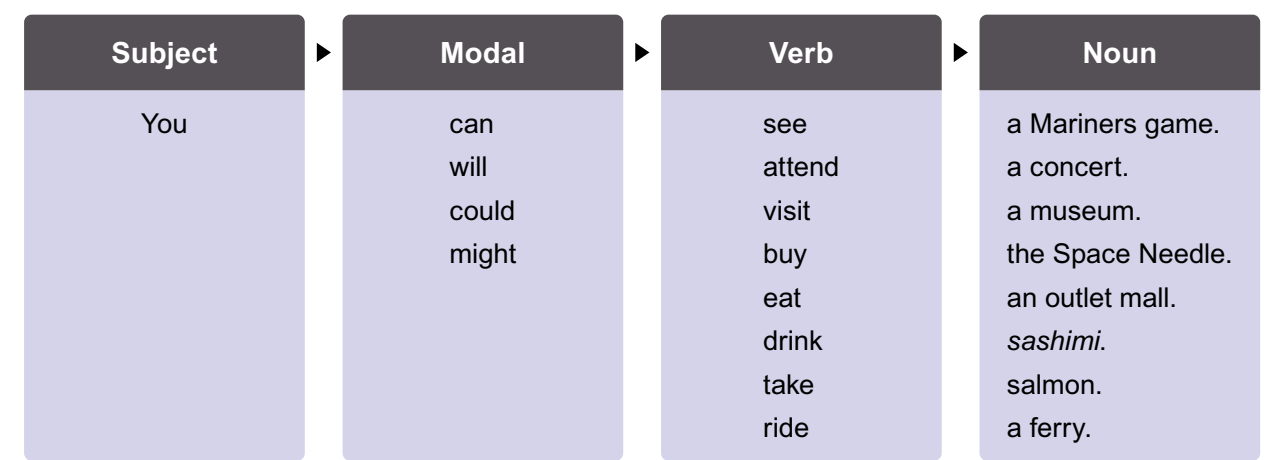 Subject ▶ Modal ▶ Verb ▶ Noun
You can see a Mariners game.
will attend a concert.
could visit a museum.
might buy the Space Needle.
eat an outlet mall.
drink sashimi.
take salmon.
ride a ferry.